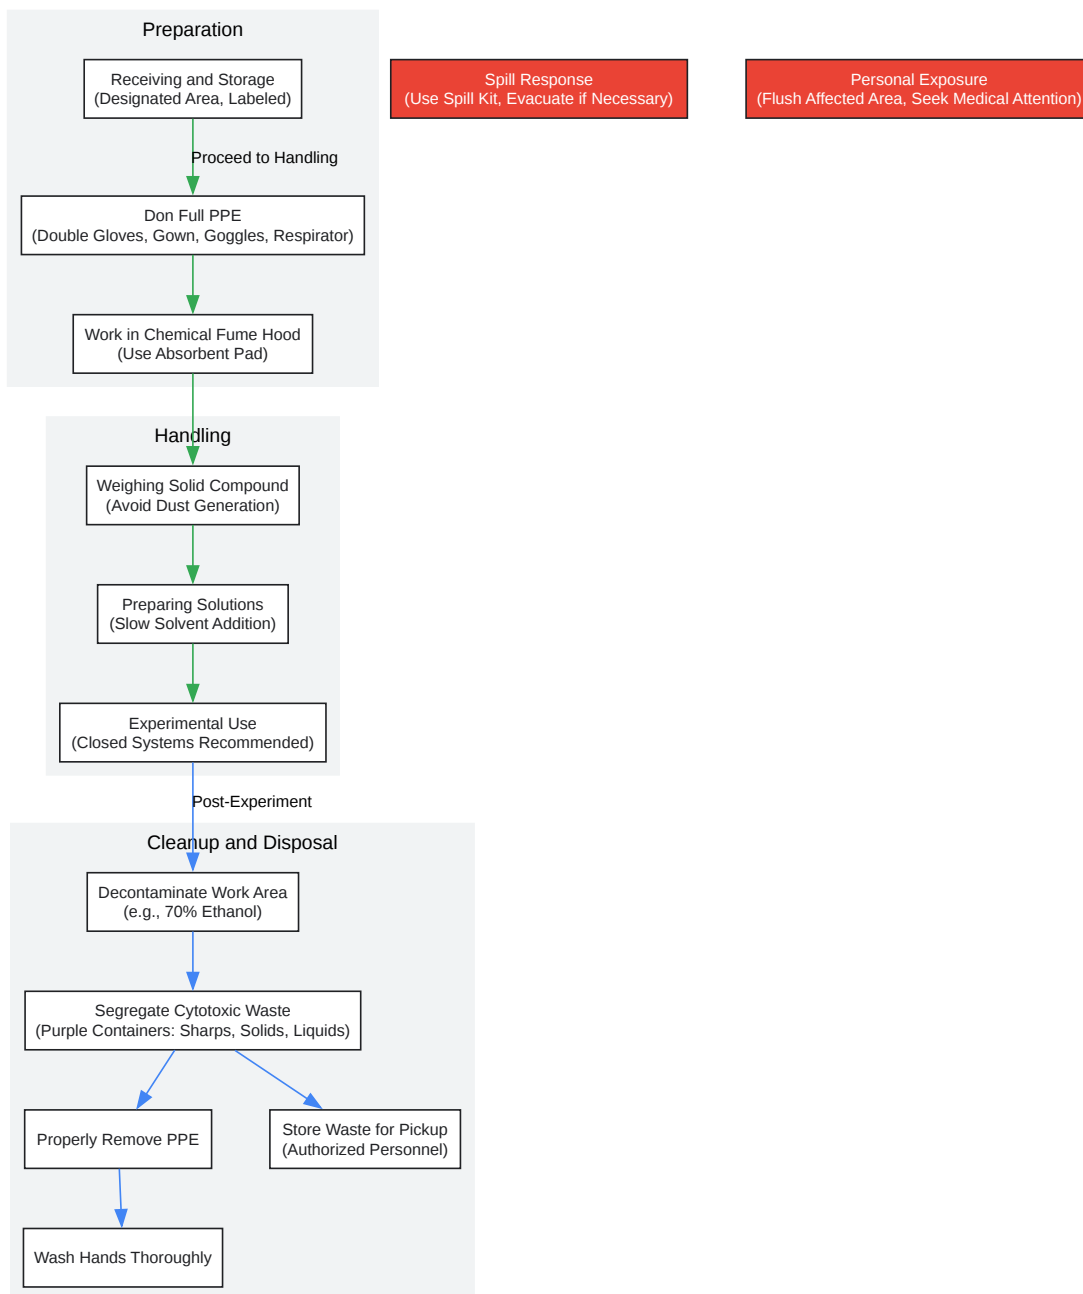 Preparation
Receiving and Storage
(Designated Area, Labeled)
Spill Response
(Use Spill Kit, Evacuate if Necessary)
Personal Exposure
(Flush Affected Area, Seek Medical Attention)
Proceed to Handling
Don Full PPE
(Double Gloves, Gown, Goggles, Respirator)
Work in Chemical Fume Hood
(Use Absorbent Pad)
Handling
Weighing Solid Compound
(Avoid Dust Generation)
Preparing Solutions
(Slow Solvent Addition)
Experimental Use
(Closed Systems Recommended)
Post-Experiment
Cleanup and Disposal
Decontaminate Work Area
(e.g., 70% Ethanol)
Segregate Cytotoxic Waste
(Purple Containers: Sharps, Solids, Liquids)
Properly Remove PPE
Store Waste for Pickup
(Authorized Personnel)
Wash Hands Thoroughly